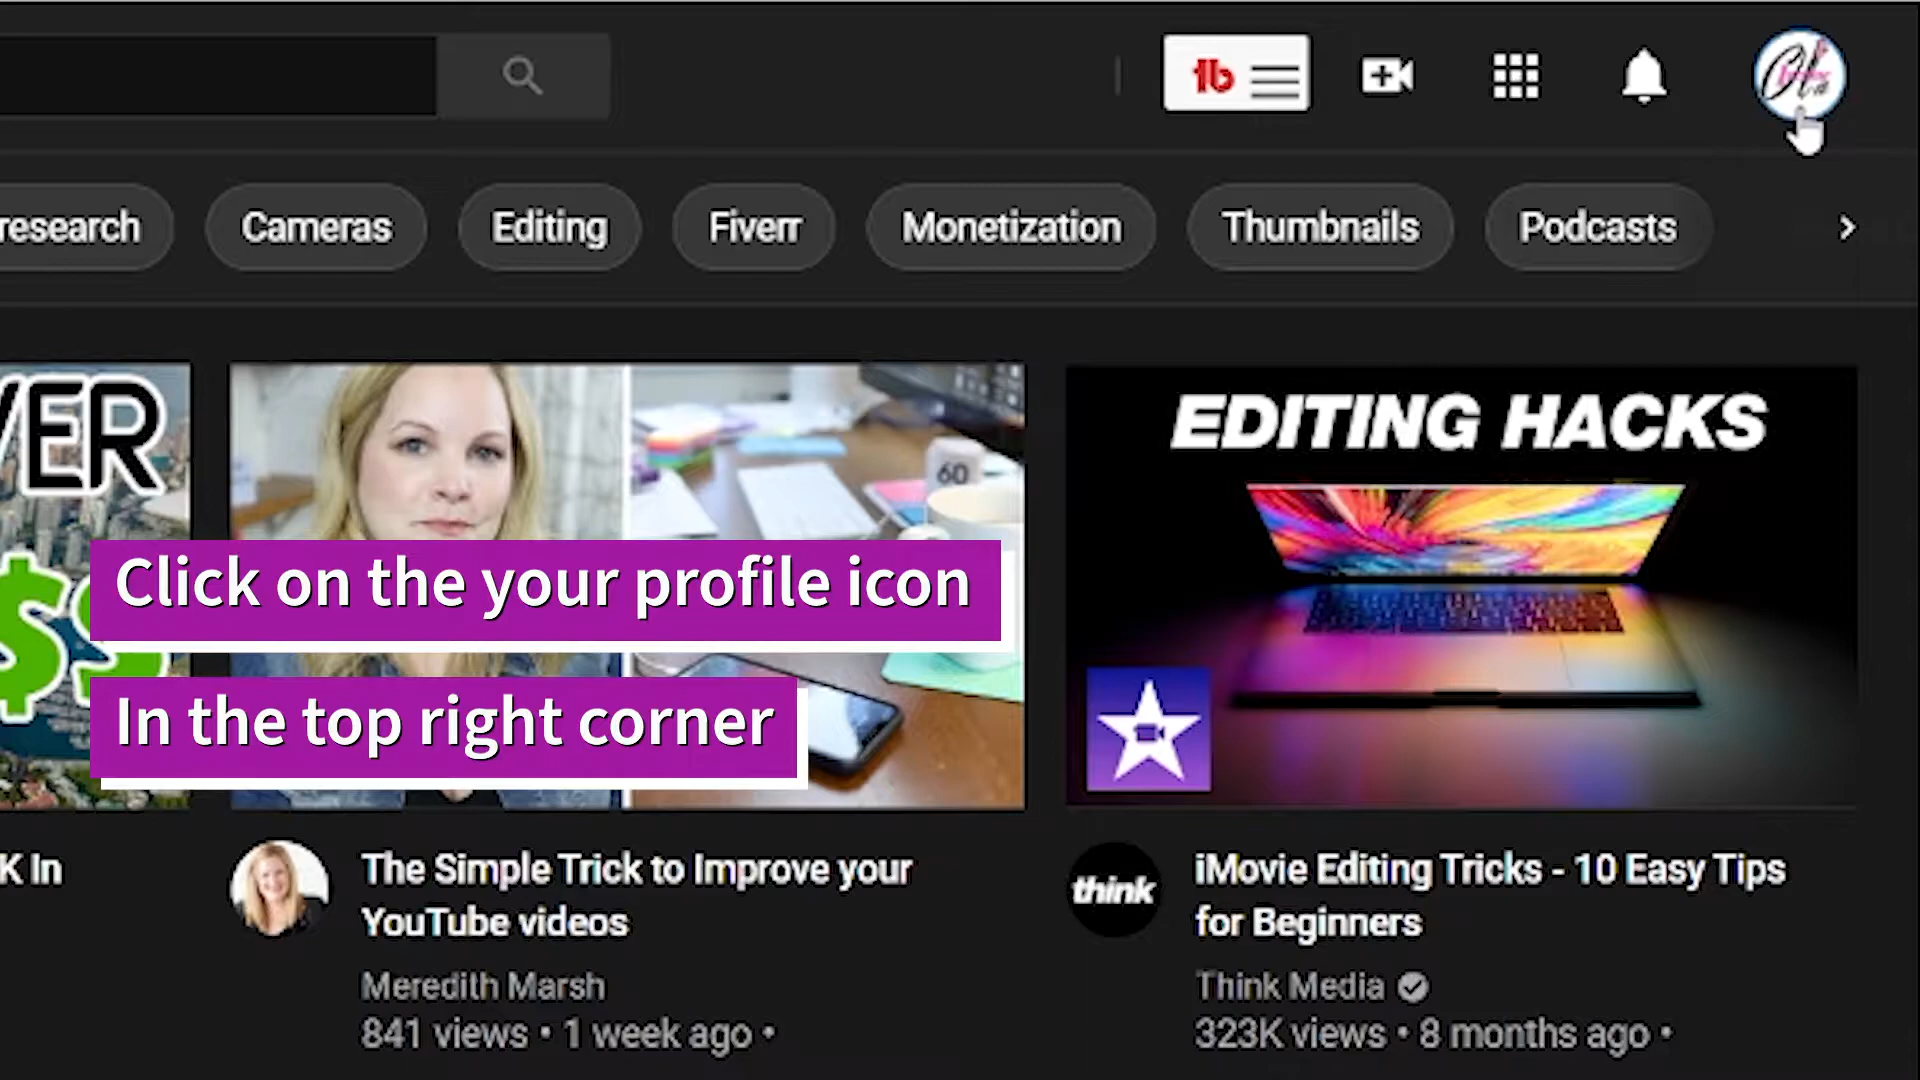 research
Cameras
Editing
Fiverr
Monetization
Thumbnails
Podcasts
VER
60
EDITING HACKS
$$
Click on the your profile icon
In the top right corner
K In
The Simple Trick to Improve your
YouTube videos
Meredith Marsh
841 views • 1 week ago •
think
iMovie Editing Tricks - 10 Easy Tips
for Beginners
Think Media
323K views • 8 months ago •